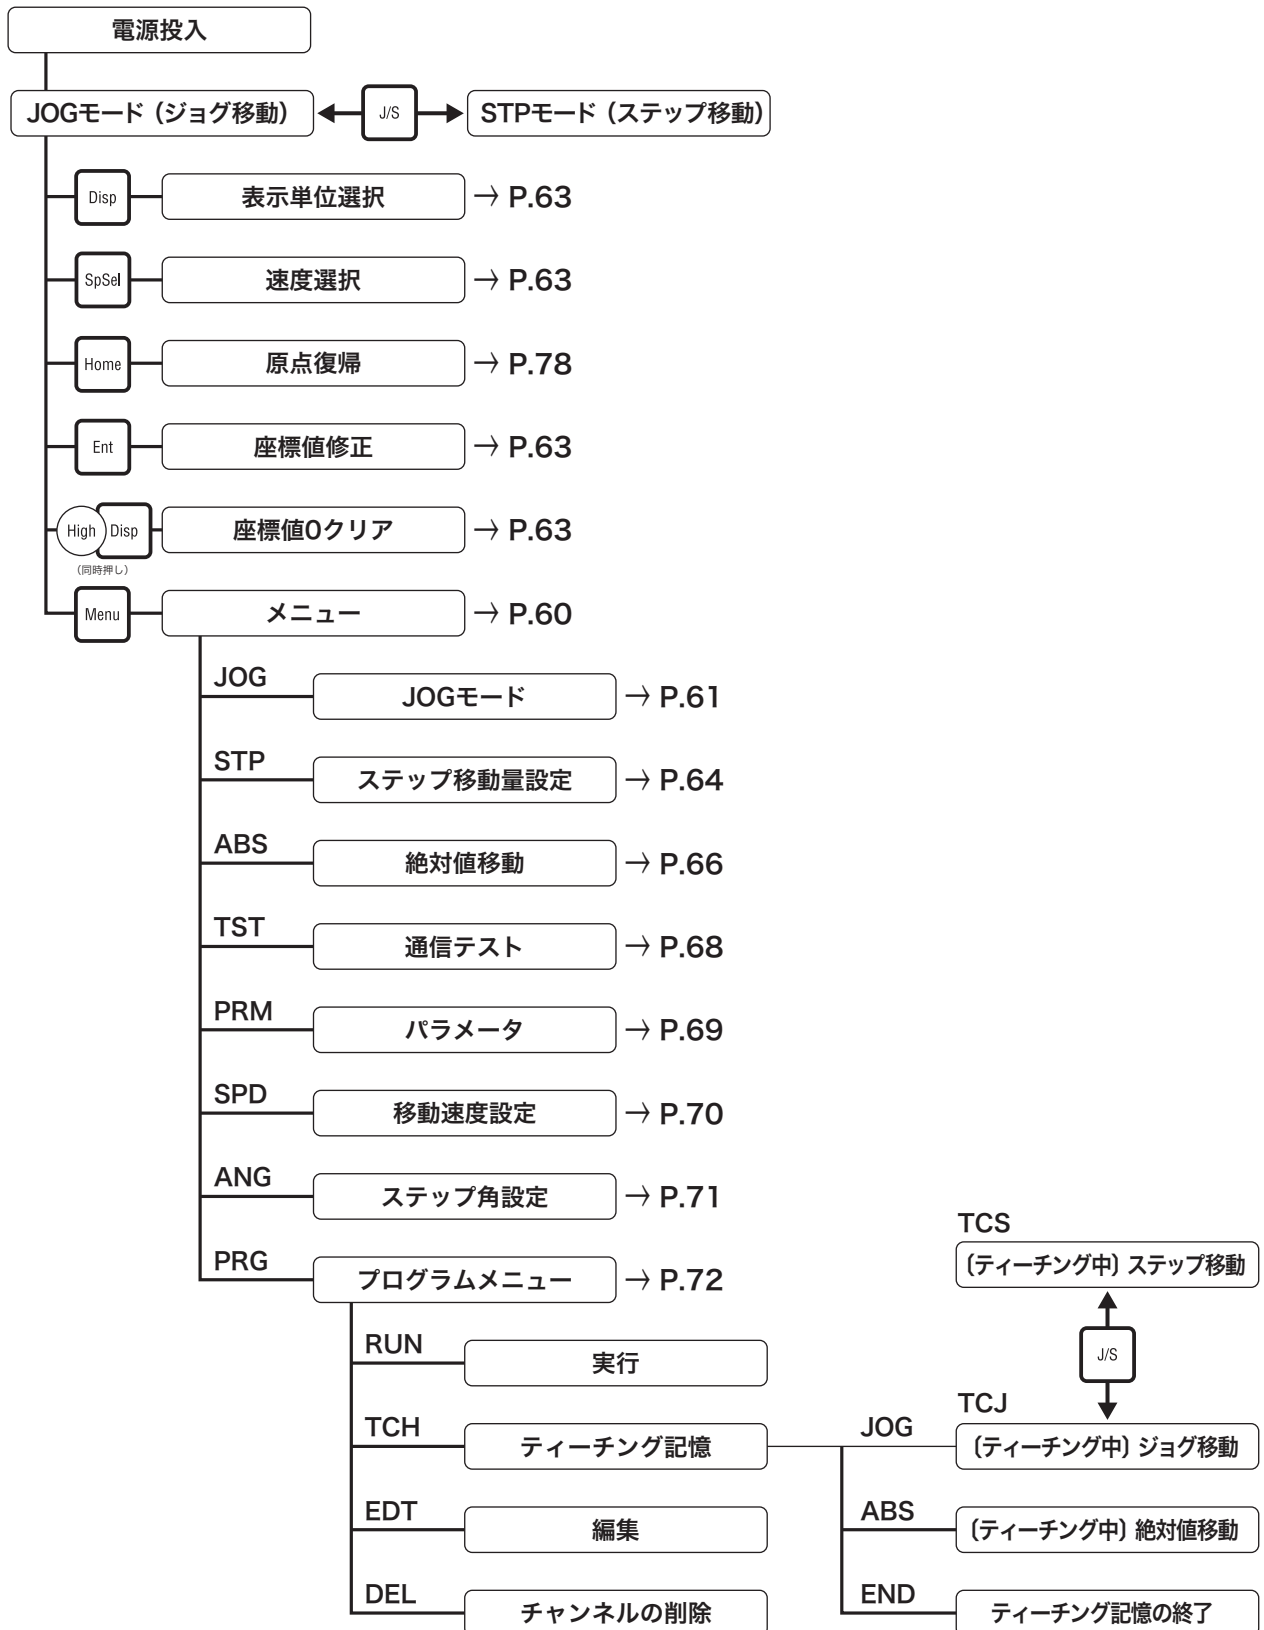 電源投入
JOGモード（ジョグ移動） J/S STPモード（ステップ移動）
Disp 表示単位選択 → P.63
SpSel 速度選択 → P.63
Home 原点復帰 → P.78
Ent 座標値修正 → P.63
High Disp 座標値0クリア → P.63
（同時押し）
Menu メニュー → P.60
JOG
JOGモード → P.61
STP
ステップ移動量設定 → P.64
ABS
絶対値移動 → P.66
TST
通信テスト → P.68
PRM
パラメータ → P.69
SPD
移動速度設定 → P.70
ANG
ステップ角設定 → P.71
PRG
プログラムメニュー → P.72
RUN
実行
TCH
ティーチング記憶
EDT
編集
DEL
チャンネルの削除
TCS
〔ティーチング中〕ステップ移動
J/S
TCJ
JOG
〔ティーチング中〕ジョグ移動
ABS
〔ティーチング中〕絶対値移動
END
ティーチング記憶の終了